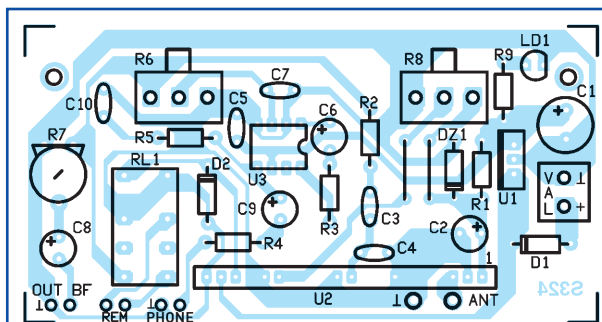 R6
R8
R9
LD1
C10
C7
C5
C6
R2
C1
R7
R5
DZ1
RL1
D2
U3
V ⊥
A
L +
C9
R3
C3
R1
U1
C8
R4
C2
C4
D1
1
OUT BF
U2
⊥ ANT
S324
⊥
REM
⊥
PHONE